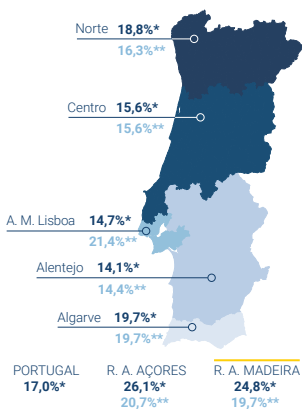 Norte 18,8%*
16,3%**
Centro 15,6%*
15,6%**
A. M. Lisboa 14,7%*
21,4%**
Alentejo 14,1%*
14,4%**
Algarve 19,7%*
19,7%**
PORTUGAL R. A. AÇORES R. A. MADEIRA
17,0%* 26,1%* 24,8%*
20,7%** 19,7%**